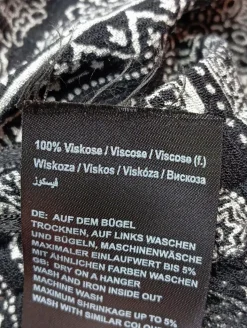 100% Viskose / Viscose / Viscose (f.)
Wiskoza / Viskos / Viskóza / Вискоза
فيسكوز
DE: AUF DEM BÜGEL
TROCKNEN, AUF LINKS WASCHEN
UND BÜGELN, MASCHINENWÄSCHE
MAXIMALER EINLAUFWERT BIS 5%
MIT ÄHNLICHEN FARBEN WASCHEN
GB: DRY ON A HANGER
WASH AND IRON INSIDE OUT
MACHINE WASH
MAXIMUM SHRINKAGE UP TO 5%
WASH WITH SIMILAR COLOU